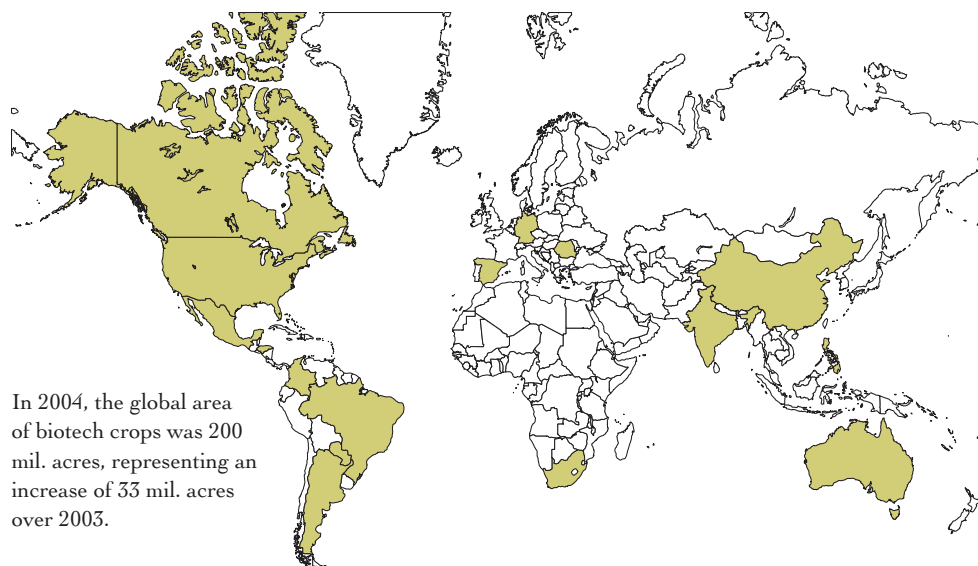 In 2004, the global area
of biotech crops was 200
mil. acres, representing an
increase of 33 mil. acres
over 2003.